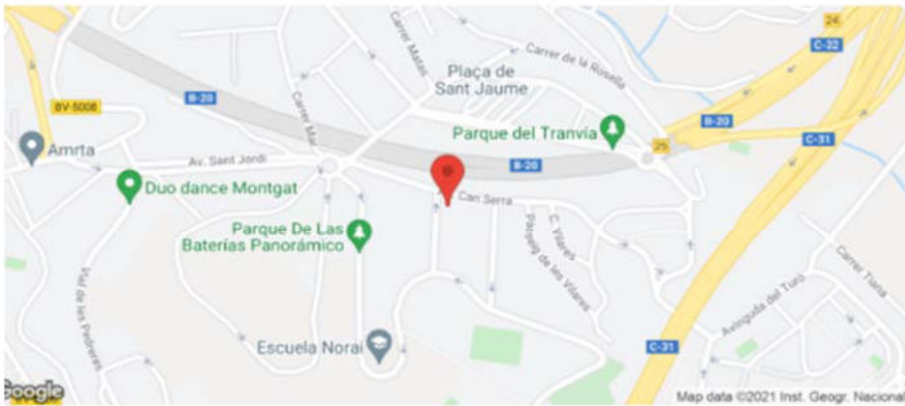 24
C-32
Carrer Matas
Carrer de la Rosella
Plaça de
Sant Jaume
B-20
BV-5008
Carrer Mar
Parque del Tranvía
B-20
25
C-31
Amrta
Av. Sant Jordi
B-20
Duo dance Montgat
Can Serra
Parque De Las
Baterías Panorámico
C. Vilares
Passeig de les Vilares
Carrer Tiana
Avinguda del Turó
Val de les Pedreres
Escuela Norai
C-31
Google
Map data ©2021 Inst. Geogr. Nacional